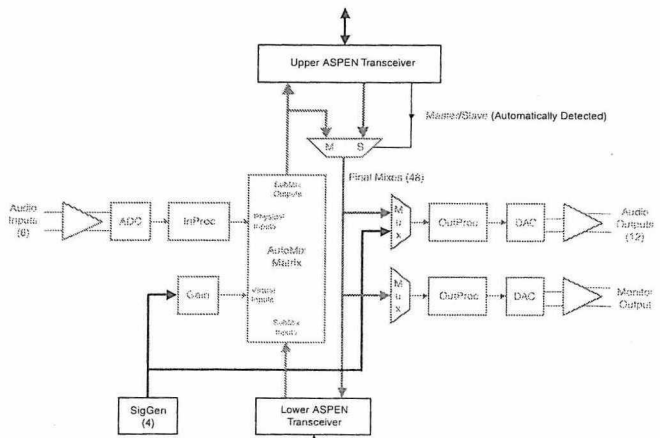 Upper ASPEN Transceiver
Master/Slave (Automatically Detected)
M S
Final Mixes (48)
SubMix
Outputs
Audio
Inputs
(6)
ADC
InProc
Physical
Inputs
AutoMix
Matrix
Mux
OutProc
DAC
Audio
Outputs
(12)
Gain
Virtual
Inputs
Mux
OutProc
DAC
Monitor
Output
SubMix
Inputs
SigGen
(4)
Lower ASPEN
Transceiver